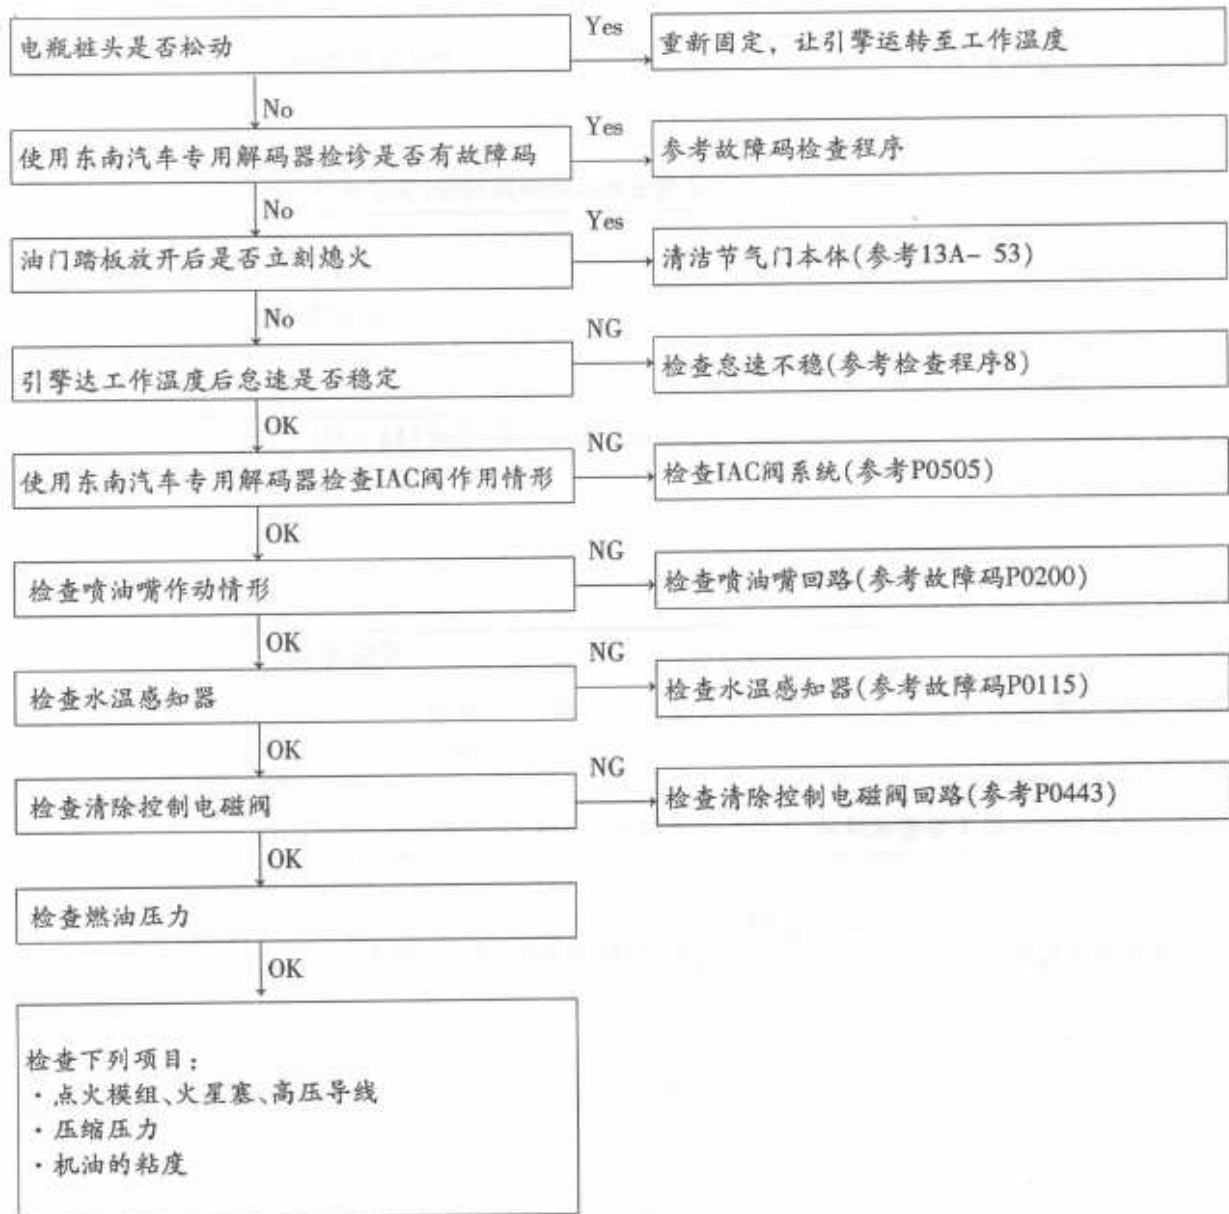 电瓶桩头是否松动
Yes
重新固定，让引擎运转至工作温度
No
使用东南汽车专用解码器检诊是否有故障码
Yes
参考故障码检查程序
No
油门踏板放开后是否立刻熄火
Yes
清洁节气门本体(参考13A- 53)
No
引擎达工作温度后怠速是否稳定
NG
检查怠速不稳(参考检查程序8)
OK
使用东南汽车专用解码器检查IAC阀作用情形
NG
检查IAC阀系统(参考P0505)
OK
检查喷油嘴作动情形
NG
检查喷油嘴回路(参考故障码P0200)
OK
检查水温感知器
NG
检查水温感知器(参考故障码P0115)
OK
检查清除控制电磁阀
NG
检查清除控制电磁阀回路(参考P0443)
OK
检查燃油压力
OK
检查下列项目：
·点火模组、火星塞、高压导线
·压缩压力
·机油的粘度